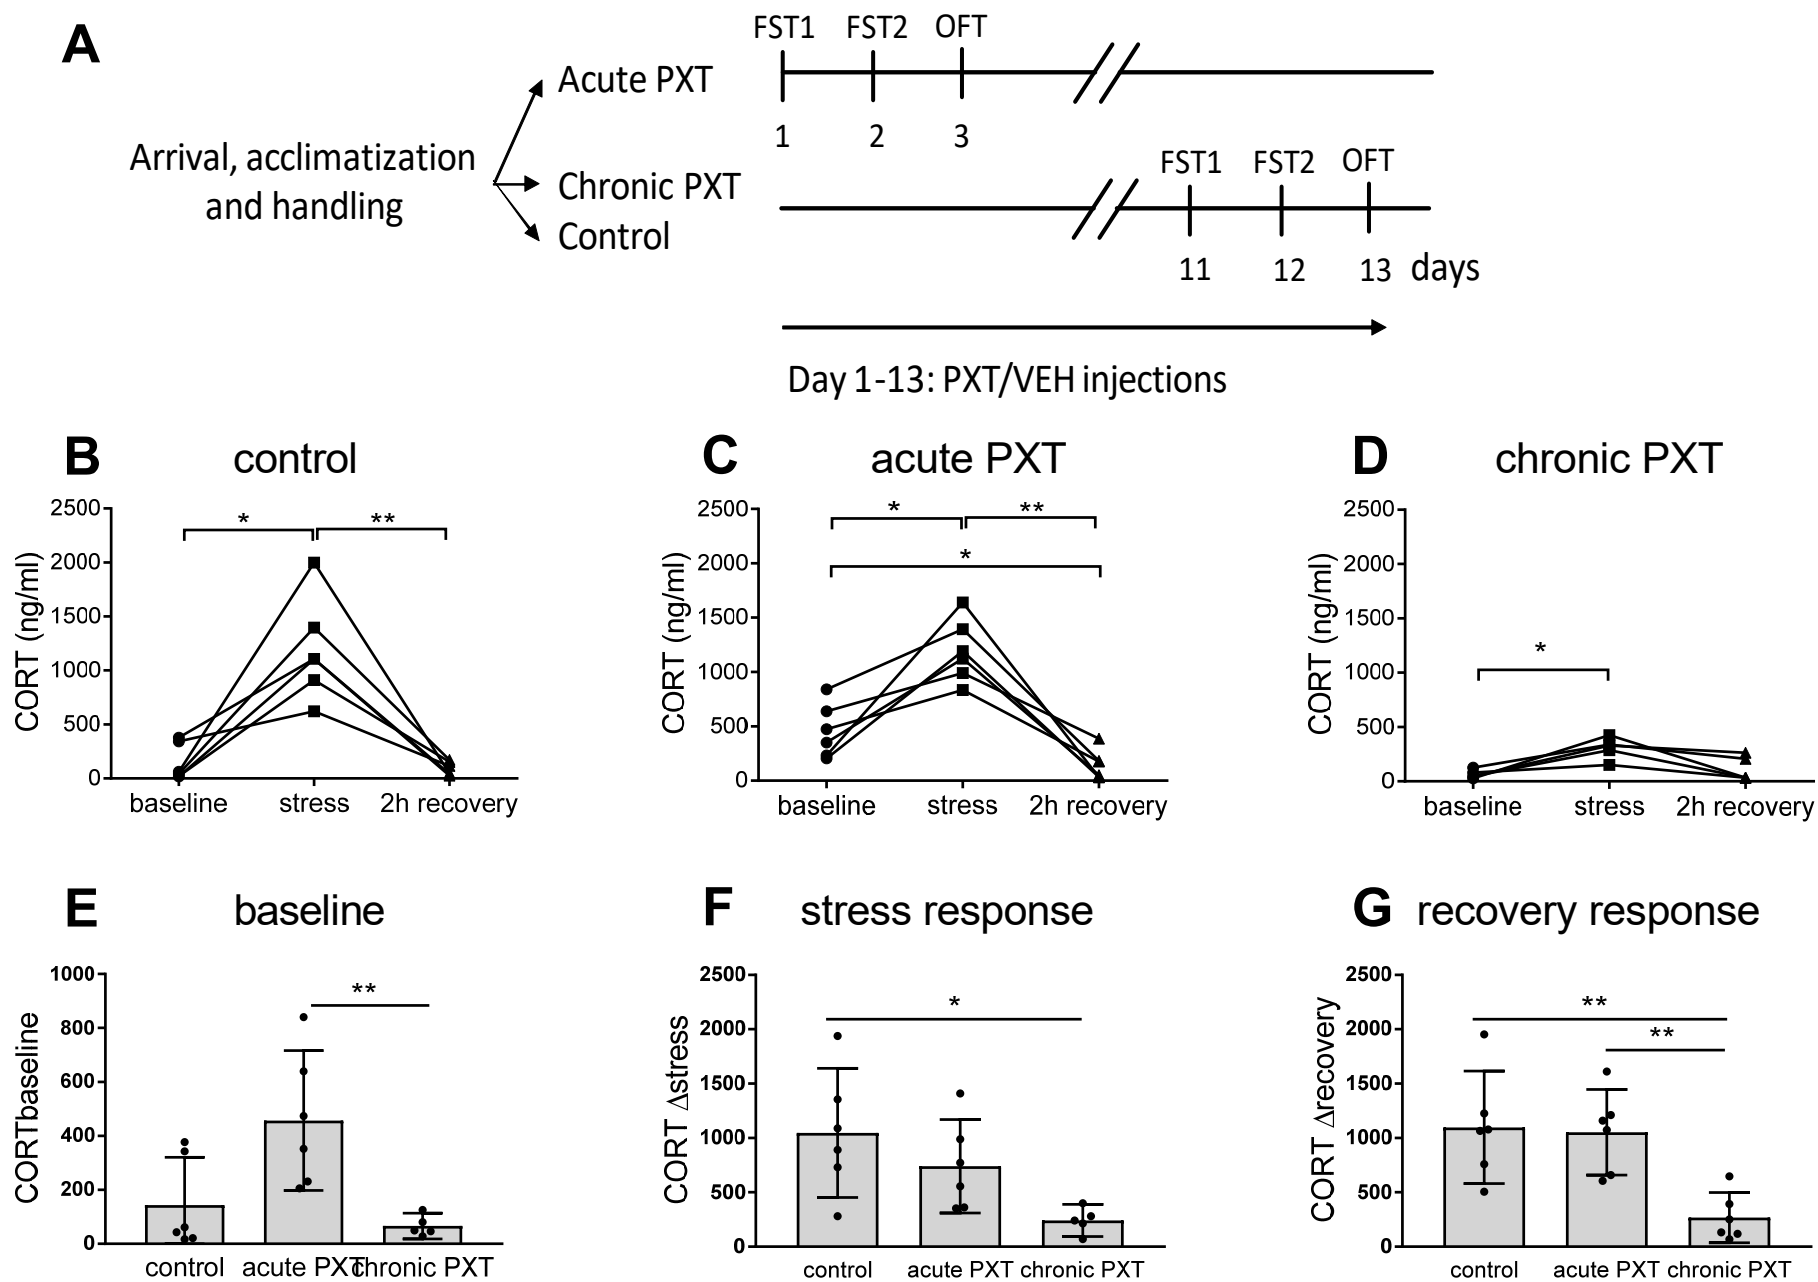 A
FST1 FST2 OFT
Acute PXT
1 2 3
Arrival, acclimatization
and handling
FST1 FST2 OFT
Chronic PXT
Control
11 12 13 days
Day 1-13: PXT/VEH injections
B control
CORT (ng/ml)
2500
2000
1500
1000
500
0
* **
baseline stress 2h recovery
C acute PXT
CORT (ng/ml)
2500
2000
1500
1000
500
0
* **
*
baseline stress 2h recovery
D chronic PXT
CORT (ng/ml)
2500
2000
1500
1000
500
0
*
baseline stress 2h recovery
E baseline
CORTbaseline
1000
800
600
400
200
0
**
control acute PXT chronic PXT
F stress response
CORT Δstress
2500
2000
1500
1000
500
0
*
control acute PXT chronic PXT
G recovery response
CORT Δrecovery
2500
2000
1500
1000
500
0
**
**
control acute PXT chronic PXT